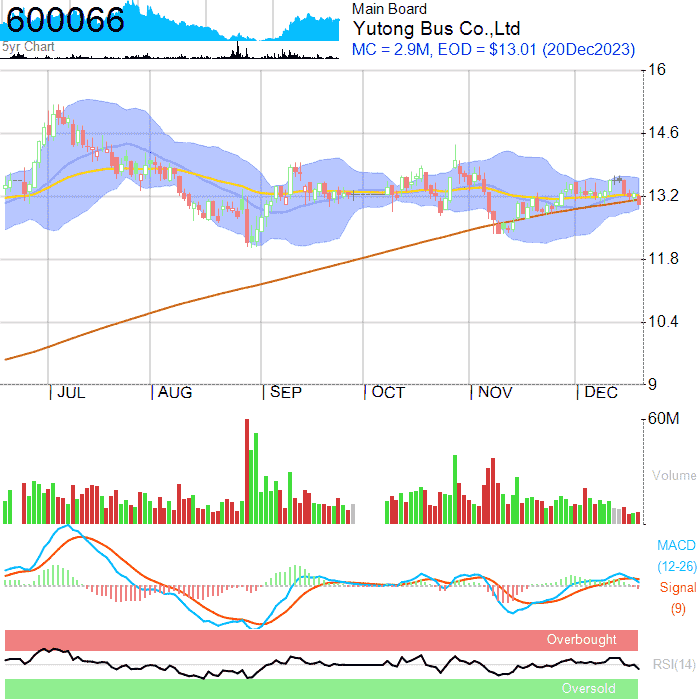 600066
5yr Chart
Main Board
Yutong Bus Co.,Ltd
MC = 2.9M, EOD = $13.01 (20Dec2023)
16
14.6
13.2
11.8
10.4
9
JUL AUG SEP OCT NOV DEC
60M
Volume
MACD
(12-26)
Signal
(9)
Overbought
RSI(14)
Oversold